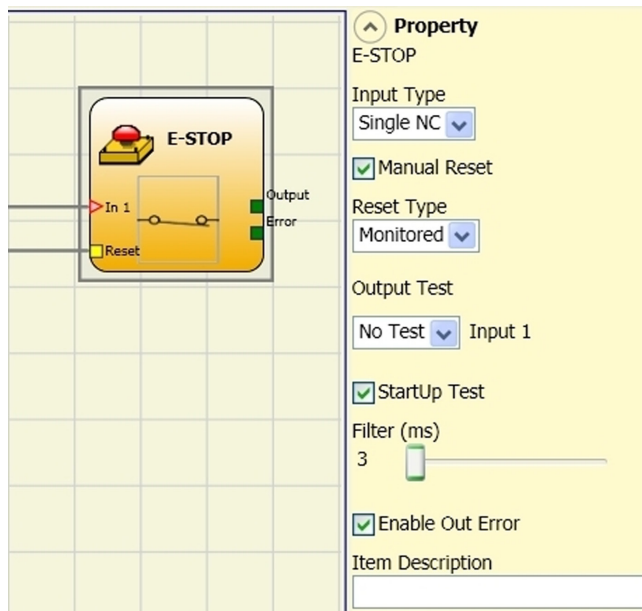 E-STOP
In 1
Output
Error
Reset
Property
E-STOP
Input Type
Single NC
Manual Reset
Reset Type
Monitored
Output Test
No Test Input 1
StartUp Test
Filter (ms)
3
Enable Out Error
Item Description